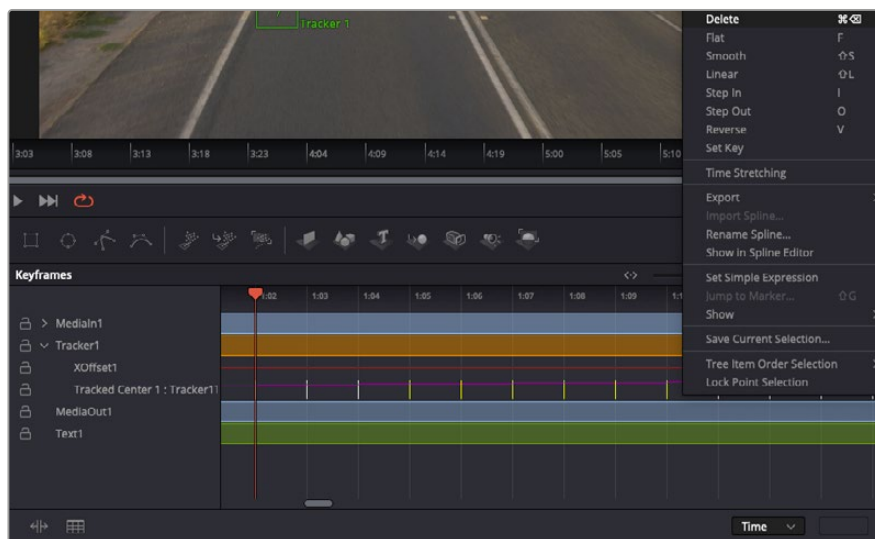 Tracker 1
Delete ⌘⌫
Flat F
Smooth ⇧S
Linear ⇧L
Step In I
Step Out O
Reverse V
Set Key
Time Stretching
Export
Import Spline...
Rename Spline...
Show in Spline Editor
Set Simple Expression
Jump to Marker... ⇧G
Show
Save Current Selection...
Tree Item Order Selection
Lock Point Selection
3:03 3:08 3:13 3:18 3:23 4:04 4:09 4:14 4:19 5:00 5:05 5:10
Keyframes
1:02 1:03 1:04 1:05 1:06 1:07 1:08 1:09
MediaIn1
Tracker1
XOffset1
Tracked Center 1 : Tracker11
MediaOut1
Text1
Time